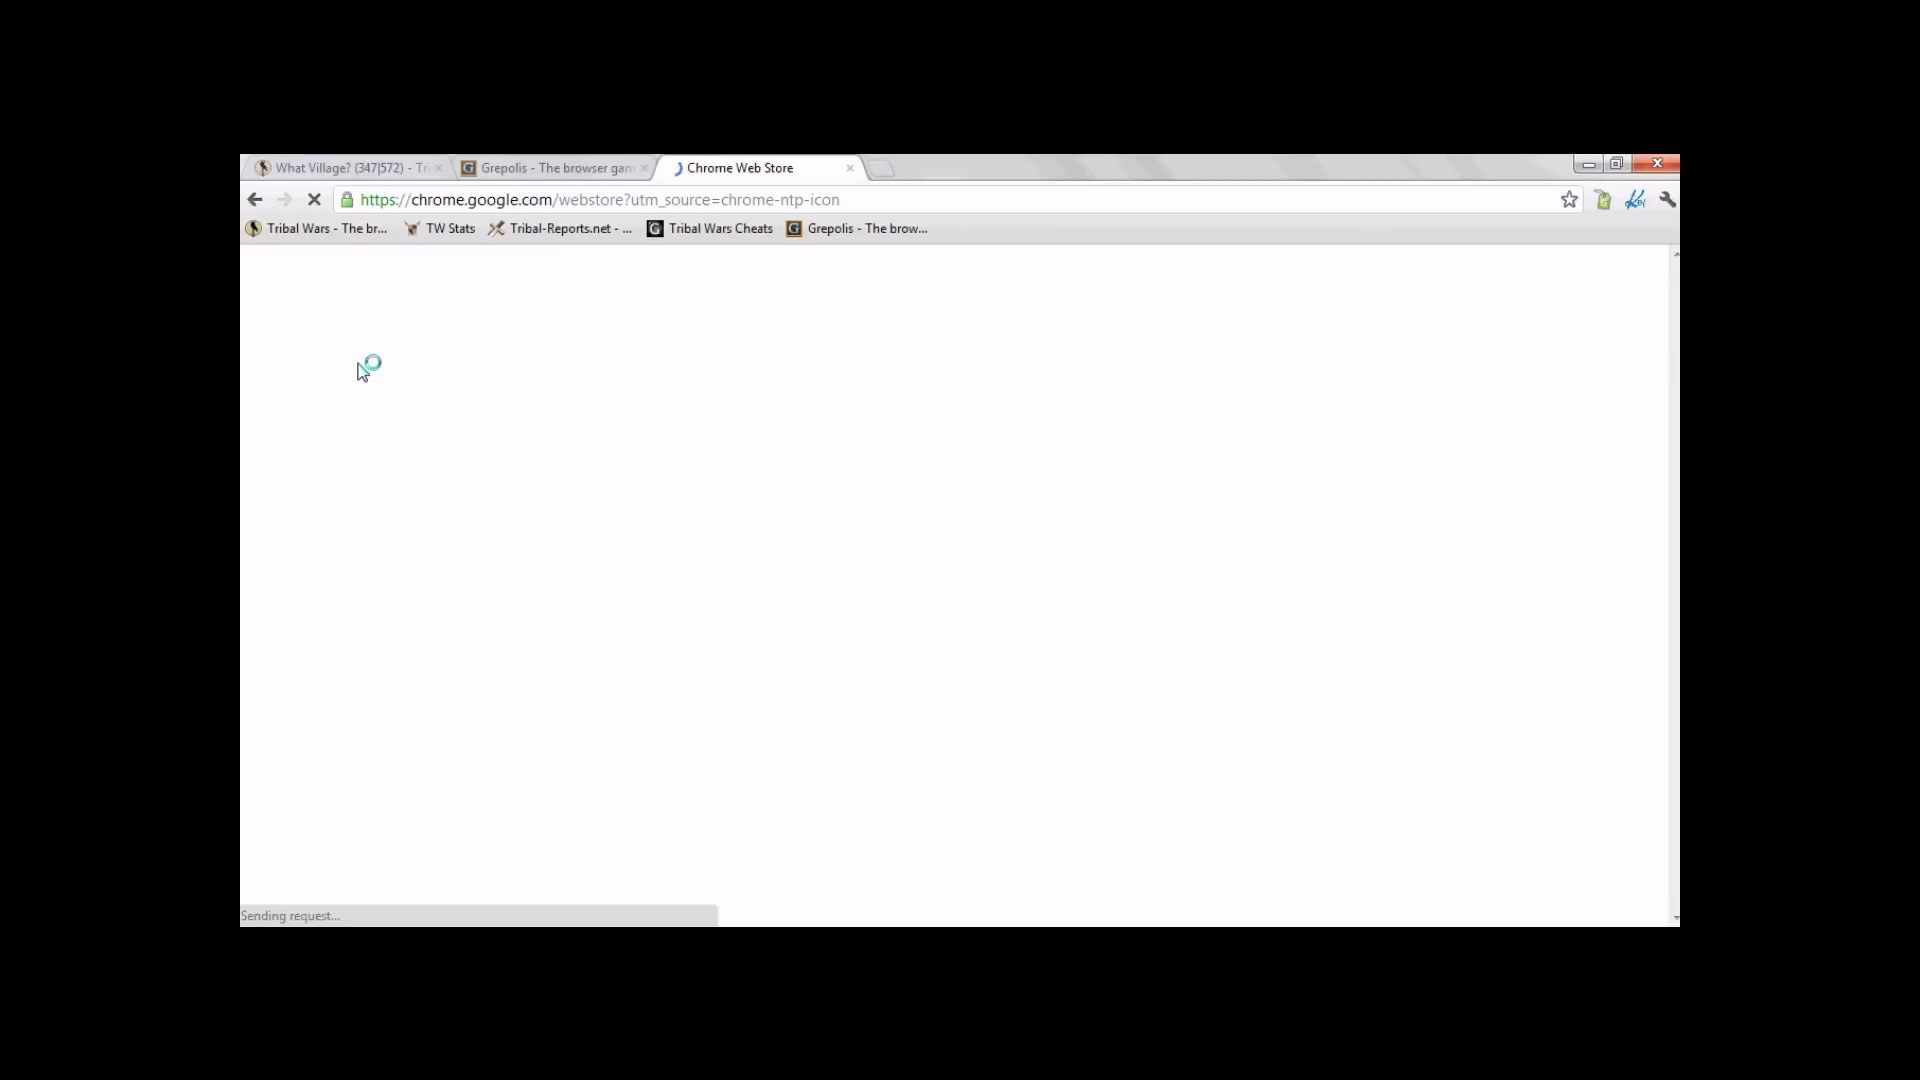 What Village? (347|572) - Tri
Grepolis - The browser gam
Chrome Web Store
https://chrome.google.com/webstore?utm_source=chrome-ntp-icon
Tribal Wars - The br...
TW Stats
Tribal-Reports.net - ...
Tribal Wars Cheats
Grepolis - The brow...
Sending request...